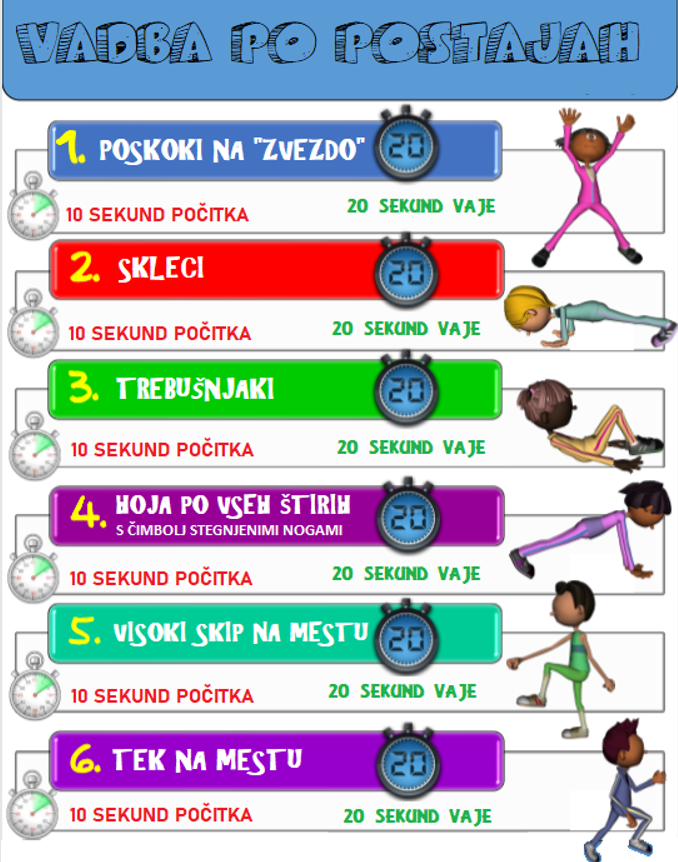 VADBA PO POSTAJAH
1. POSKOKI NA "ZVEZDO"
20
10 SEKUND POČITKA
20 SEKUND VAJE
2. SKLECI
20
10 SEKUND POČITKA
20 SEKUND VAJE
3. TREBUŠNJAKI
20
10 SEKUND POČITKA
20 SEKUND VAJE
4. HOJA PO VSEH ŠTIRIH
S ČIMBOLJ STEGNJENIMI NOGAMI
20
10 SEKUND POČITKA
20 SEKUND VAJE
5. VISOKI SKIP NA MESTU
20
10 SEKUND POČITKA
20 SEKUND VAJE
6. TEK NA MESTU
20
10 SEKUND POČITKA
20 SEKUND VAJE